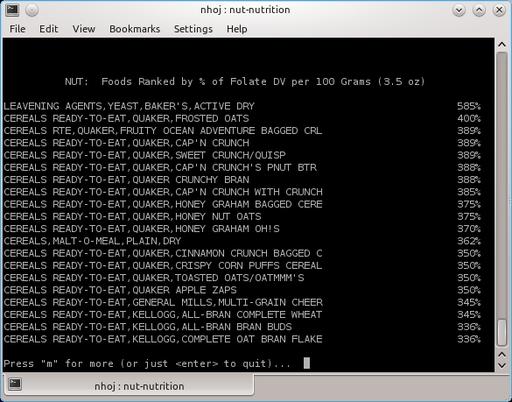 nhoj : nut-nutrition
File Edit View Bookmarks Settings Help
NUT: Foods Ranked by % of Folate DV per 100 Grams (3.5 oz)
LEAVENING AGENTS,YEAST,BAKER'S,ACTIVE DRY 585%
CEREALS READY-TO-EAT,QUAKER,FROSTED OATS 400%
CEREALS RTE,QUAKER,FRUITY OCEAN ADVENTURE BAGGED CRL 389%
CEREALS READY-TO-EAT,QUAKER,CAP'N CRUNCH 389%
CEREALS READY-TO-EAT,QUAKER,SWEET CRUNCH/QUISP 389%
CEREALS READY-TO-EAT,QUAKER,CAP'N CRUNCH'S PNUT BTR 388%
CEREALS READY-TO-EAT,QUAKER CRUNCHY BRAN 388%
CEREALS READY-TO-EAT,QUAKER,CAP'N CRUNCH WITH CRUNCH 385%
CEREALS READY-TO-EAT,QUAKER,HONEY GRAHAM BAGGED CERE 375%
CEREALS READY-TO-EAT,QUAKER,HONEY NUT OATS 375%
CEREALS READY-TO-EAT,QUAKER,HONEY GRAHAM OH!S 370%
CEREALS,MALT-O-MEAL,PLAIN,DRY 362%
CEREALS READY-TO-EAT,QUAKER,CINNAMON CRUNCH BAGGED C 350%
CEREALS READY-TO-EAT,QUAKER,CRISPY CORN PUFFS CEREAL 350%
CEREALS READY-TO-EAT,QUAKER,TOASTED OATS/OATMMM'S 350%
CEREALS READY-TO-EAT,QUAKER APPLE ZAPS 350%
CEREALS READY-TO-EAT,GENERAL MILLS,MULTI-GRAIN CHEER 345%
CEREALS READY-TO-EAT,KELLOGG,ALL-BRAN COMPLETE WHEAT 345%
CEREALS READY-TO-EAT,KELLOGG,ALL-BRAN BRAN BUDS 336%
CEREALS READY-TO-EAT,KELLOGG,COMPLETE OAT BRAN FLAKE 336%
Press "m" for more (or just <enter> to quit)...
nhoj : nut-nutrition